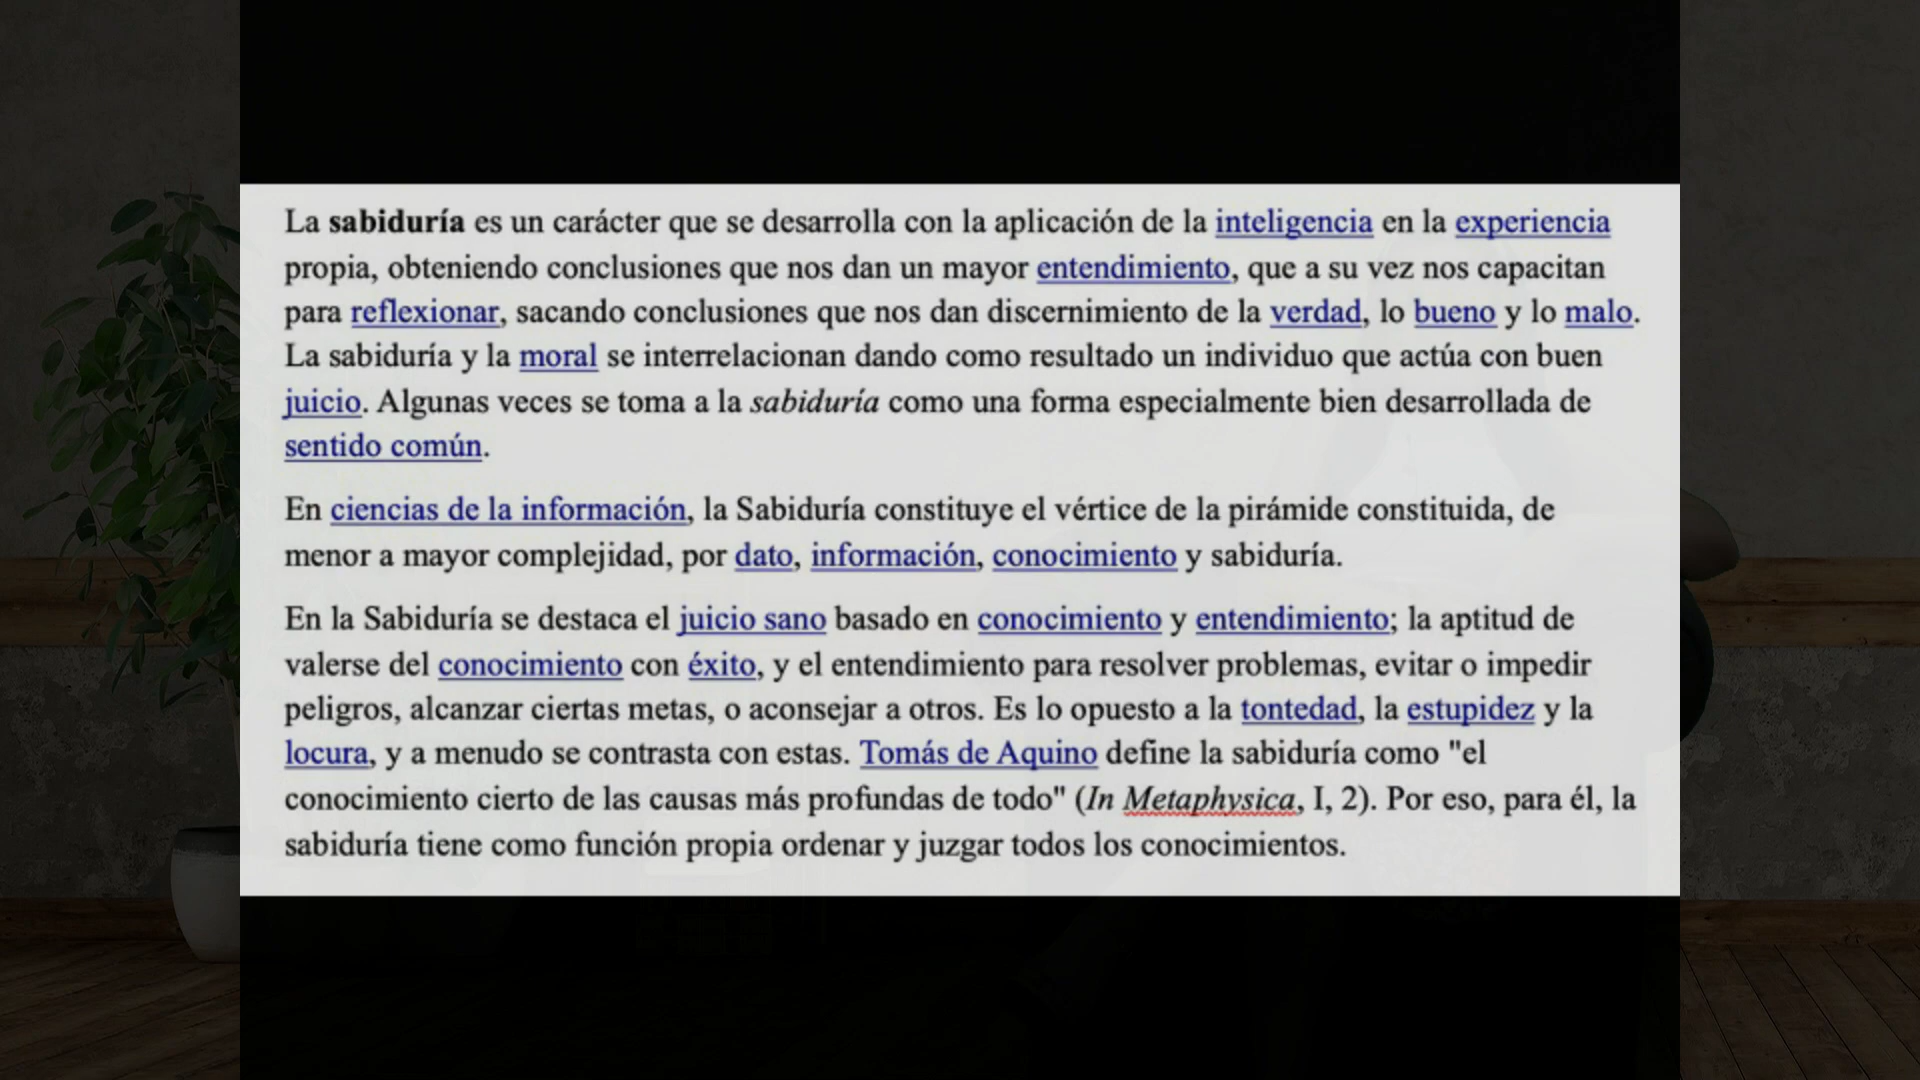 La sabiduría es un carácter que se desarrolla con la aplicación de la inteligencia en la experiencia
propia, obteniendo conclusiones que nos dan un mayor entendimiento, que a su vez nos capacitan
para reflexionar, sacando conclusiones que nos dan discernimiento de la verdad, lo bueno y lo malo.
La sabiduría y la moral se interrelacionan dando como resultado un individuo que actúa con buen
juicio. Algunas veces se toma a la sabiduría como una forma especialmente bien desarrollada de
sentido común.
En ciencias de la información, la Sabiduría constituye el vértice de la pirámide constituida, de
menor a mayor complejidad, por dato, información, conocimiento y sabiduría.
En la Sabiduría se destaca el juicio sano basado en conocimiento y entendimiento; la aptitud de
valerse del conocimiento con éxito, y el entendimiento para resolver problemas, evitar o impedir
peligros, alcanzar ciertas metas, o aconsejar a otros. Es lo opuesto a la tontedad, la estupidez y la
locura, y a menudo se contrasta con estas. Tomás de Aquino define la sabiduría como "el
conocimiento cierto de las causas más profundas de todo" (In Metaphysica, I, 2). Por eso, para él, la
sabiduría tiene como función propia ordenar y juzgar todos los conocimientos.